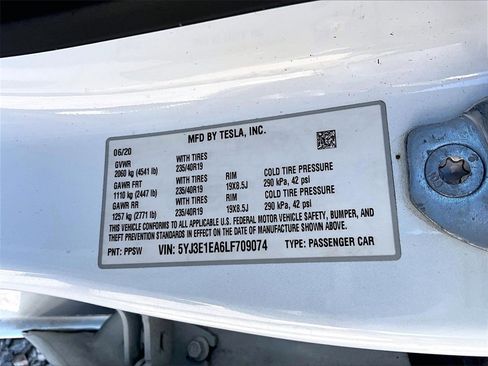 MFD BY TESLA, INC.
06/20
GVWR WITH TIRES
2060 kg (4541 lb) 235/40R19
GAWR FRT WITH TIRES RIM COLD TIRE PRESSURE
1110 kg (2447 lb) 235/40R19 19X8.5J 290 kPa, 42 psi
GAWR RR WITH TIRES RIM COLD TIRE PRESSURE
1257 kg (2771 lb) 235/40R19 19X8.5J 290 kPa, 42 psi
THIS CONFORMS TO ALL APPLICABLE U.S. FEDERAL MOTOR VEHICLE SAFETY, BUMPER, AND
THEFT PREVENTION STANDARDS IN EFFECT ON THE DATE OF MANUFACTURE SHOWN ABOVE.
PNT: PPSW VIN: 5YJ3E1EA6LF709074 TYPE: PASSENGER CAR